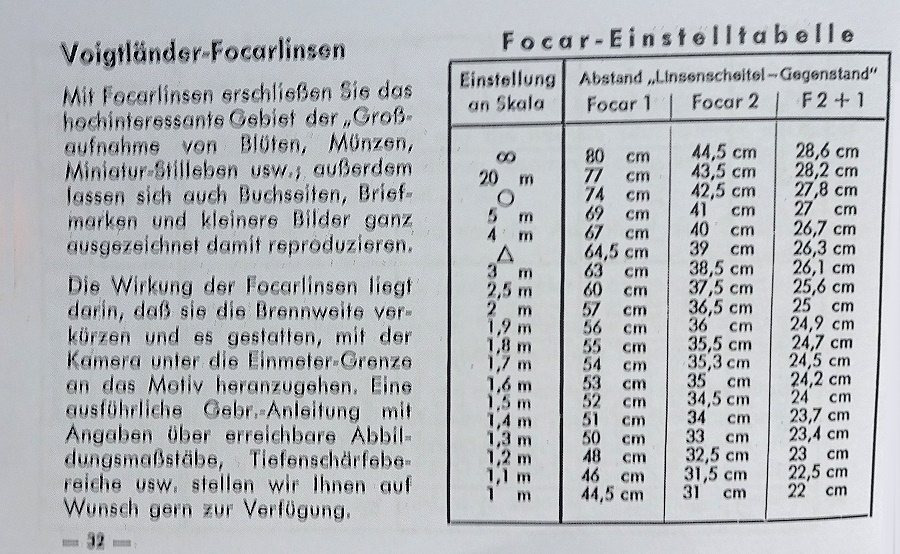 Voigtländer-Focarlinsen
Mit Focarlinsen erschließen Sie das
hochinteressante Gebiet der „Groß-
aufnahme von Blüten, Münzen,
Miniatur-Stilleben usw.; außerdem
lassen sich auch Buchseiten, Brief-
marken und kleinere Bilder ganz
ausgezeichnet damit reproduzieren.
Die Wirkung der Focarlinsen liegt
darin, daß sie die Brennweite ver-
kürzen und es gestatten, mit der
Kamera unter die Einmeter-Grenze
an das Motiv heranzugehen. Eine
ausführliche Gebr.-Anleitung mit
Angaben über erreichbare Abbil-
dungsmaßstäbe, Tiefenschärfebe-
reiche usw. stellen wir Ihnen auf
Wunsch gern zur Verfügung.
— 32 —
Focar-Einstelltabelle
Einstellung an Skala
Abstand „Linsenscheitel-Gegenstand"
Focar 1 Focar 2 F 2 + 1
∞ 80 cm 44,5 cm 28,6 cm
20 m 77 cm 43,5 cm 28,2 cm
○ 74 cm 42,5 cm 27,8 cm
5 m 69 cm 41 cm 27 cm
4 m 67 cm 40 cm 26,7 cm
△ 64,5 cm 39 cm 26,3 cm
3 m 63 cm 38,5 cm 26,1 cm
2,5 m 60 cm 37,5 cm 25,6 cm
2 m 57 cm 36,5 cm 25 cm
1,9 m 56 cm 36 cm 24,9 cm
1,8 m 55 cm 35,5 cm 24,7 cm
1,7 m 54 cm 35,3 cm 24,5 cm
1,6 m 53 cm 35 cm 24,2 cm
1,5 m 52 cm 34,5 cm 24 cm
1,4 m 51 cm 34 cm 23,7 cm
1,3 m 50 cm 33 cm 23,4 cm
1,2 m 48 cm 32,5 cm 23 cm
1,1 m 46 cm 31,5 cm 22,5 cm
1 m 44,5 cm 31 cm 22 cm